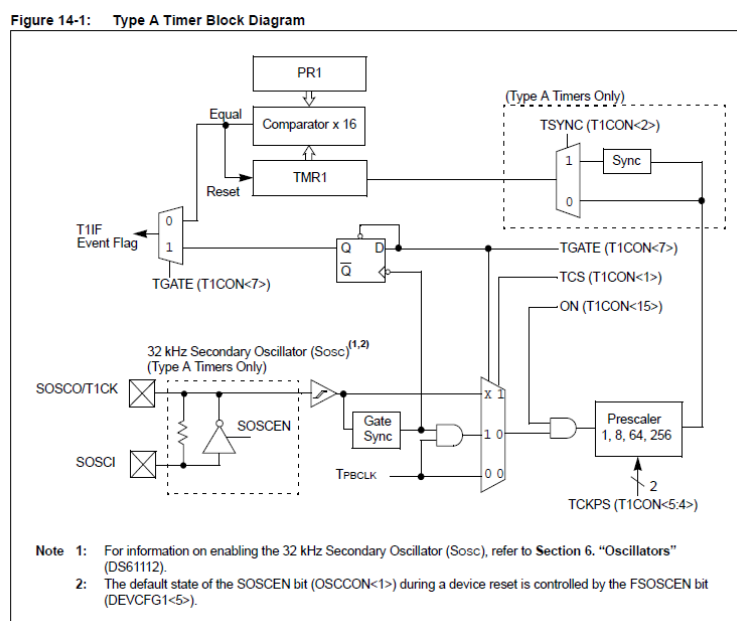 Figure 14-1: Type A Timer Block Diagram
PR1
(Type A Timers Only)
Equal
Comparator x 16
TSYNC (T1CON<2>)
1
Sync
TMR1
Reset
0
0
T1IF
Event Flag
1
Q D
Q
TGATE (T1CON<7>)
TCS (T1CON<1>)
TGATE (T1CON<7>)
ON (T1CON<15>)
32 kHz Secondary Oscillator (SOSC)(1,2)
(Type A Timers Only)
SOSCO/T1CK
X 1
SOSCEN
Gate
Sync
1 0
Prescaler
1, 8, 64, 256
SOSCI
TPBCLK
0 0
2
TCKPS (T1CON<5:4>)
Note 1: For information on enabling the 32 kHz Secondary Oscillator (SOSC), refer to Section 6. “Oscillators”
(DS61112).
2: The default state of the SOSCEN bit (OSCCON<1>) during a device reset is controlled by the FSOSCEN bit
(DEVCFG1<5>).